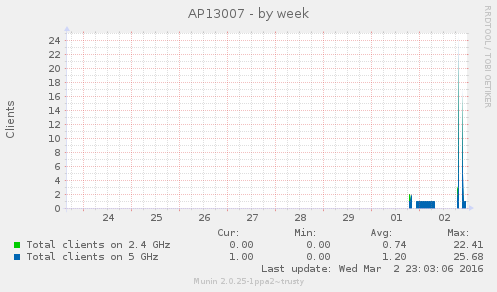 AP13007 - by week
RRDTOOL / TOBI OETIKER
Clients
24
22
20
18
16
14
12
10
8
6
4
2
0
24 25 26 27 28 29 01 02
Cur: Min: Avg: Max:
Total clients on 2.4 GHz 0.00 0.00 0.74 22.41
Total clients on 5 GHz 1.00 0.00 1.20 25.68
Last update: Wed Mar 2 23:03:06 2016
Munin 2.0.25-1ppa2~trusty